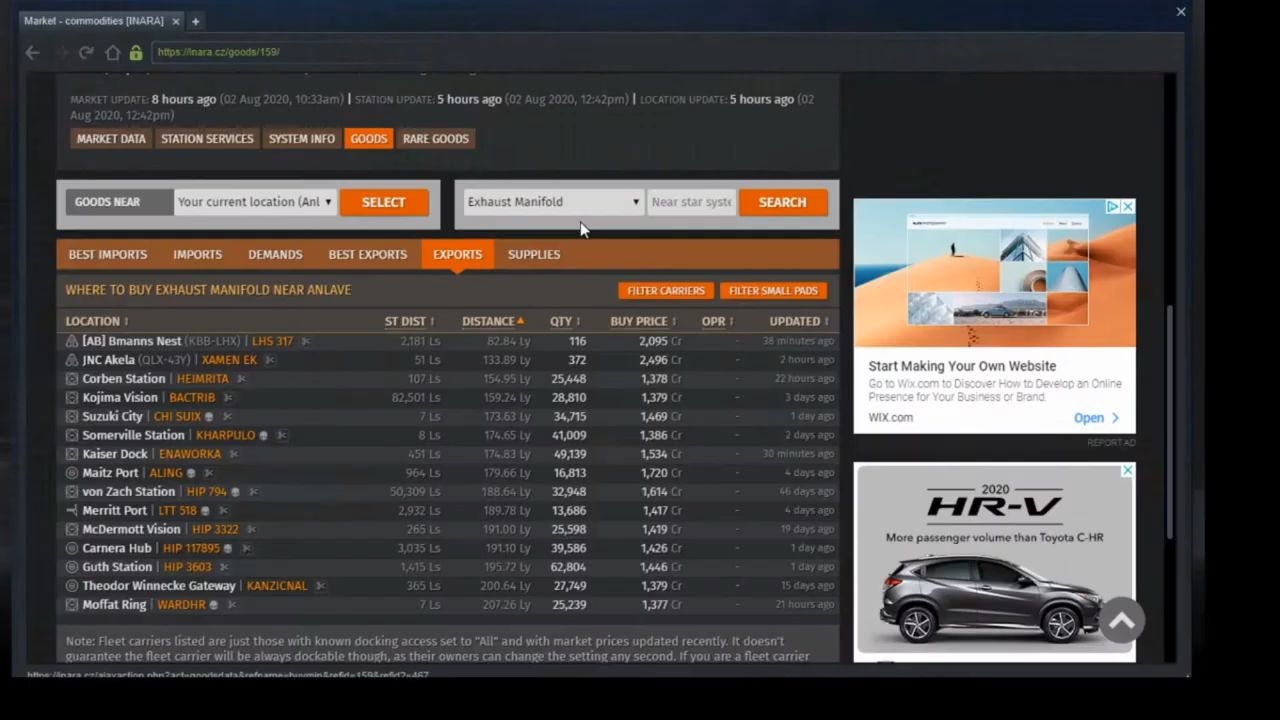 Market - commodities [INARA]
https://inara.cz/goods/159/
MARKET UPDATE: 8 hours ago (02 Aug 2020, 10:33am) | STATION UPDATE: 5 hours ago (02 Aug 2020, 12:42pm) | LOCATION UPDATE: 5 hours ago (02
Aug 2020, 12:42pm)
MARKET DATA STATION SERVICES SYSTEM INFO GOODS RARE GOODS
GOODS NEAR Your current location (Anl SELECT Exhaust Manifold Near star syste SEARCH
BEST IMPORTS IMPORTS DEMANDS BEST EXPORTS EXPORTS SUPPLIES
WHERE TO BUY EXHAUST MANIFOLD NEAR ANLAVE FILTER CARRIERS FILTER SMALL PADS
LOCATION ST DIST DISTANCE QTY BUY PRICE OPR UPDATED
[AB] Bmanns Nest (KBB-LHX) | LHS 317 2,181 Ls 82.84 Ly 116 2,095 Cr - 38 minutes ago
JNC Akela (QLX-43Y) | XAMEN EK 51 Ls 133.89 Ly 372 2,496 Cr - 2 hours ago
Corben Station | HEIMRITA 107 Ls 154.95 Ly 25,448 1,378 Cr - 22 hours ago
Kojima Vision | BACTRIB 82,501 Ls 159.24 Ly 28,810 1,379 Cr - 3 days ago
Suzuki City | CHI SUIX 7 Ls 173.63 Ly 34,715 1,469 Cr - 1 day ago
Somerville Station | KHARPULO 8 Ls 174.65 Ly 41,009 1,386 Cr - 2 days ago
Kaiser Dock | ENAWORKA 451 Ls 174.83 Ly 49,139 1,534 Cr - 30 minutes ago
Maitz Port | ALING 964 Ls 179.66 Ly 16,813 1,720 Cr - 4 days ago
von Zach Station | HIP 794 50,309 Ls 188.64 Ly 32,948 1,614 Cr - 46 days ago
Merritt Port | LTT 518 2,932 Ls 189.78 Ly 13,686 1,417 Cr - 4 days ago
McDermott Vision | HIP 3322 265 Ls 191.00 Ly 25,598 1,419 Cr - 19 days ago
Carnera Hub | HIP 117895 3,035 Ls 191.10 Ly 39,586 1,426 Cr - 1 day ago
Guth Station | HIP 3603 1,415 Ls 195.72 Ly 62,804 1,446 Cr - 1 day ago
Theodor Winnecke Gateway | KANZICNAL 365 Ls 200.64 Ly 27,749 1,379 Cr - 15 days ago
Moffat Ring | WARDHR 7 Ls 207.26 Ly 25,239 1,377 Cr - 21 hours ago
Note: Fleet carriers listed are just those with known docking access set to "All" and with market prices updated recently. It doesn't
guarantee the fleet carrier will be always dockable though, as their owners can change the setting any second. If you are a fleet carrier
Start Making Your Own Website
Go to Wix.com to Discover How to Develop an Online
Presence for Your Business or Brand.
WIX.com Open
REPORT AD
2020
HR-V
More passenger volume than Toyota C-HR